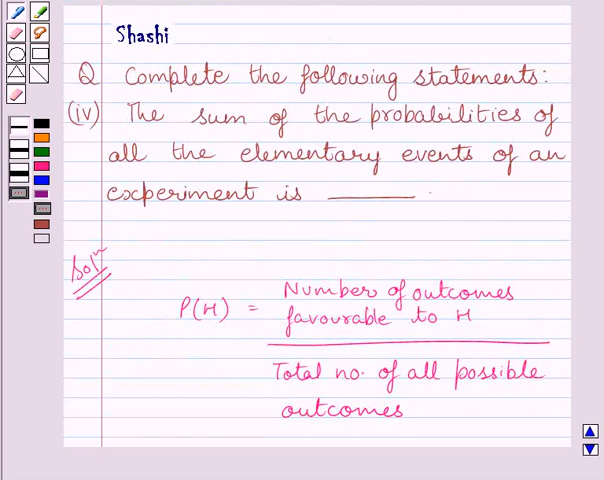 Shashi
Q Complete the following statements:
(iv) The sum of the probabilities of
all the elementary events of an
experiment is ______.
Solⁿ
P(H) = Number of outcomes
favourable to H
Total no. of all possible
outcomes